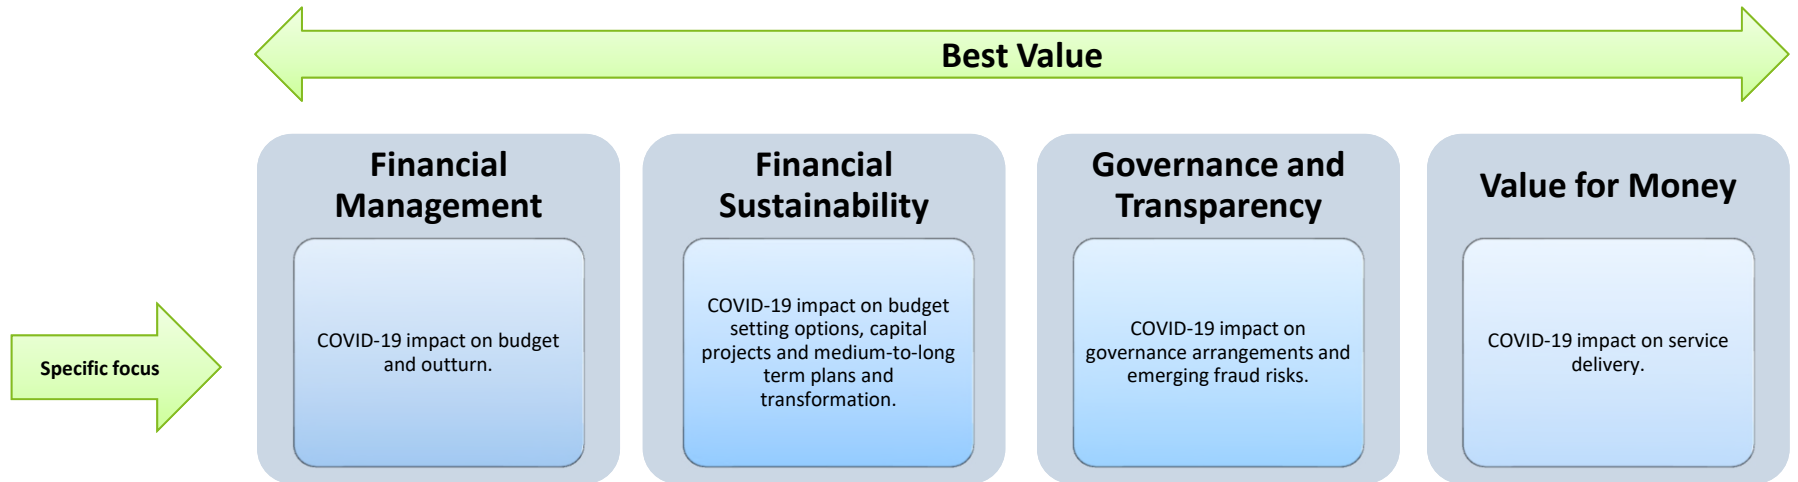 Best Value
Financial
Management
Financial
Sustainability
Governance and
Transparency
Value for Money
Specific focus
COVID-19 impact on budget
and outturn.
COVID-19 impact on budget
setting options, capital
projects and medium-to-long
term plans and
transformation.
COVID-19 impact on
governance arrangements and
emerging fraud risks.
COVID-19 impact on service
delivery.